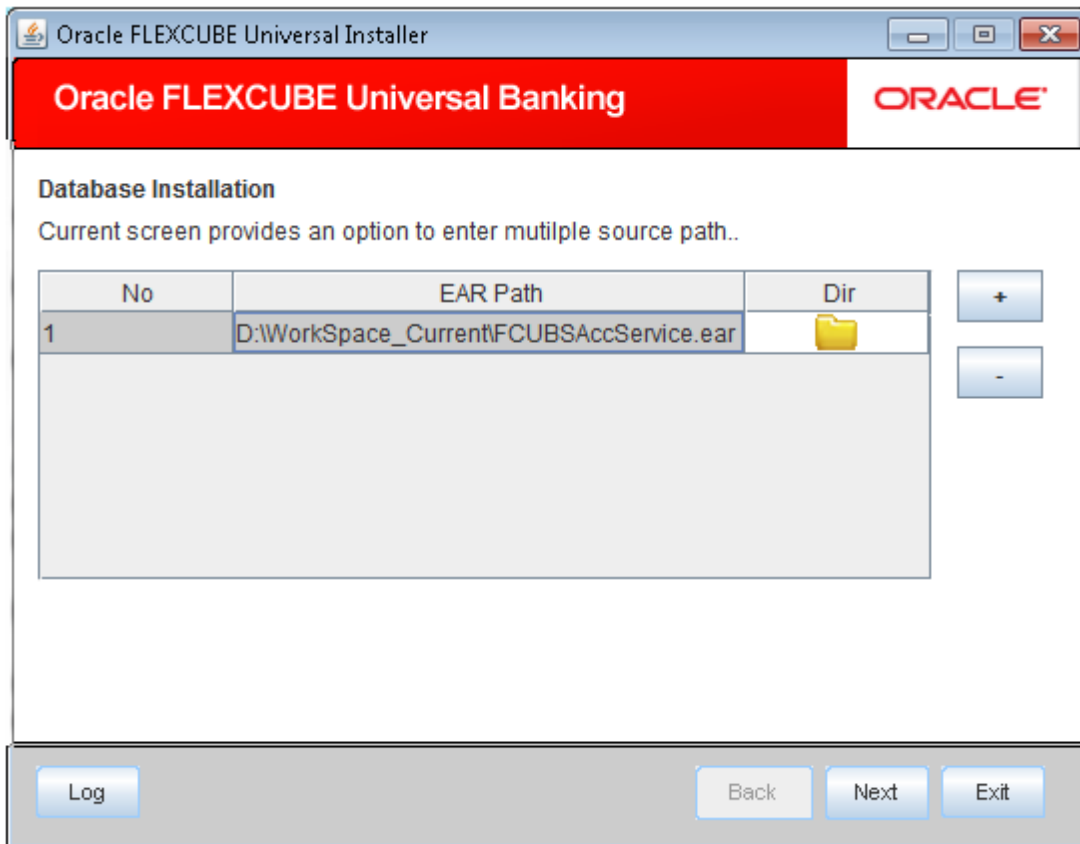 Oracle FLEXCUBE Universal Installer
Oracle FLEXCUBE Universal Banking ORACLE
Database Installation
Current screen provides an option to enter mutilple source path..
No EAR Path Dir
+
1 D:\WorkSpace_Current\FCUBSAccService.ear
-
Log Back Next Exit